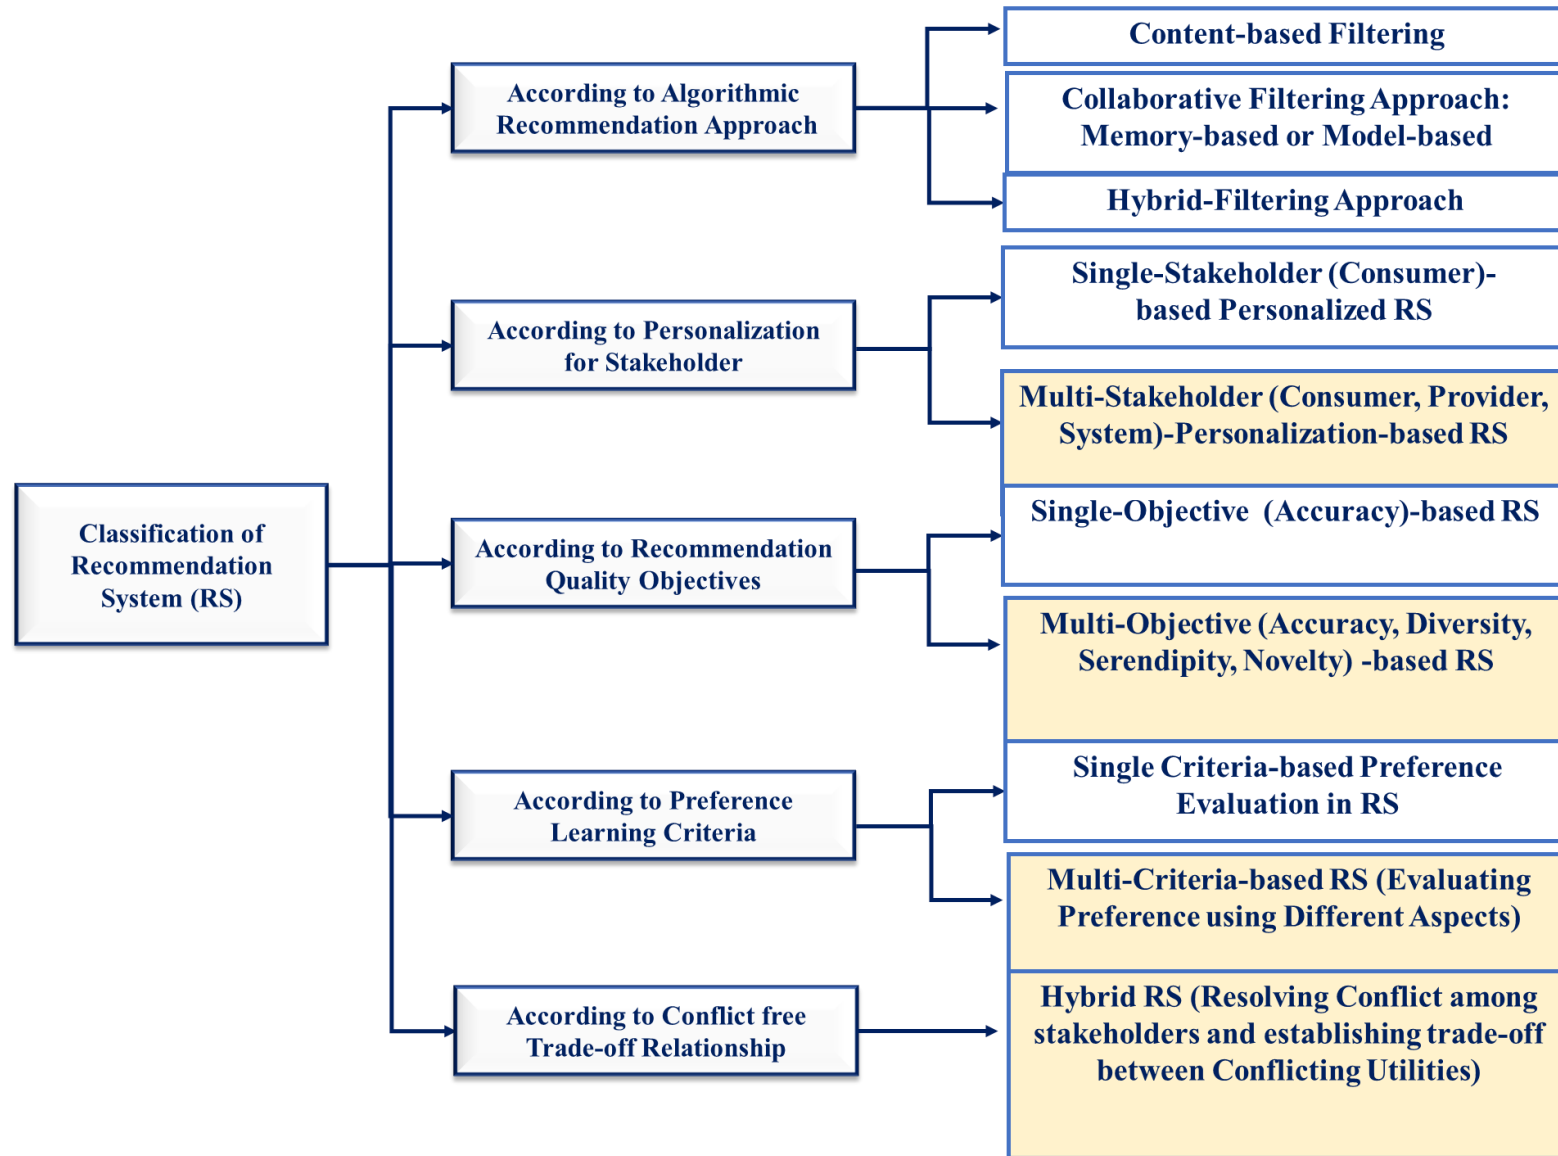 Classification of
Recommendation
System (RS)
According to Algorithmic
Recommendation Approach
Content-based Filtering
Collaborative Filtering Approach:
Memory-based or Model-based
Hybrid-Filtering Approach
According to Personalization
for Stakeholder
Single-Stakeholder (Consumer)-
based Personalized RS
Multi-Stakeholder (Consumer, Provider,
System)-Personalization-based RS
According to Recommendation
Quality Objectives
Single-Objective (Accuracy)-based RS
Multi-Objective (Accuracy, Diversity,
Serendipity, Novelty) -based RS
According to Preference
Learning Criteria
Single Criteria-based Preference
Evaluation in RS
Multi-Criteria-based RS (Evaluating
Preference using Different Aspects)
According to Conflict free
Trade-off Relationship
Hybrid RS (Resolving Conflict among
stakeholders and establishing trade-off
between Conflicting Utilities)